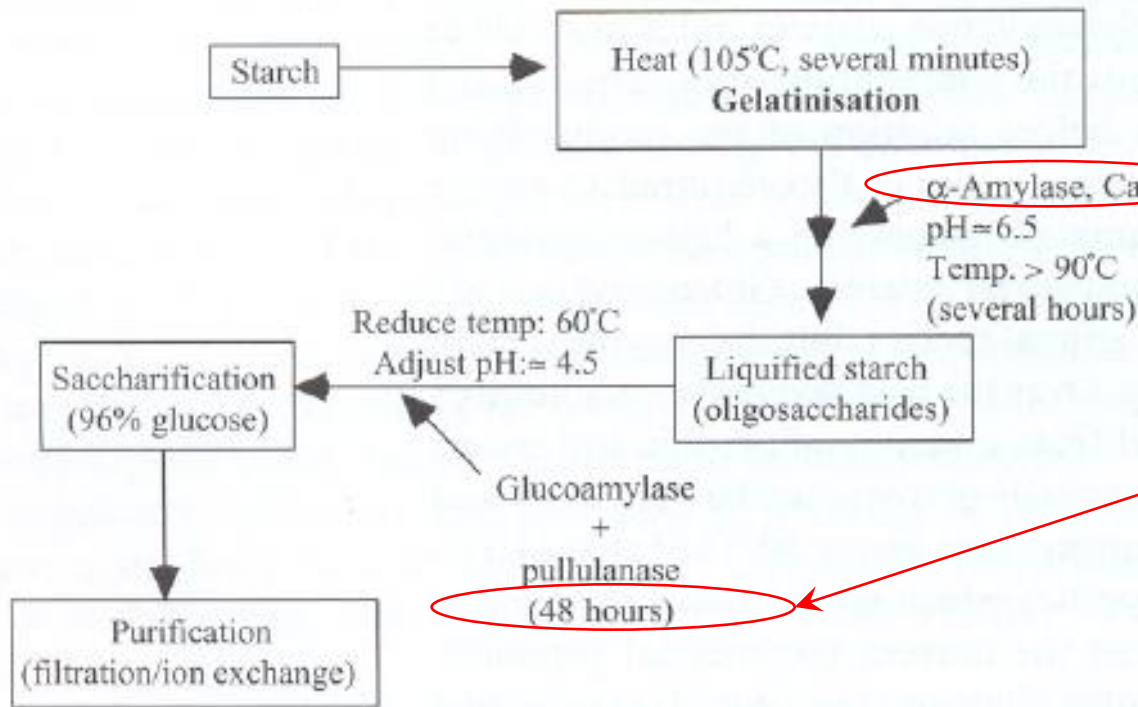 Starch
Heat (105°C, several minutes)
Gelatinisation
α-Amylase, Ca
pH≃6.5
Temp. > 90°C
(several hours)
Liquified starch
(oligosaccharides)
Reduce temp: 60°C
Adjust pH:≃ 4.5
Glucoamylase
+
pullulanase
(48 hours)
Saccharification
(96% glucose)
Purification
(filtration/ion exchange)